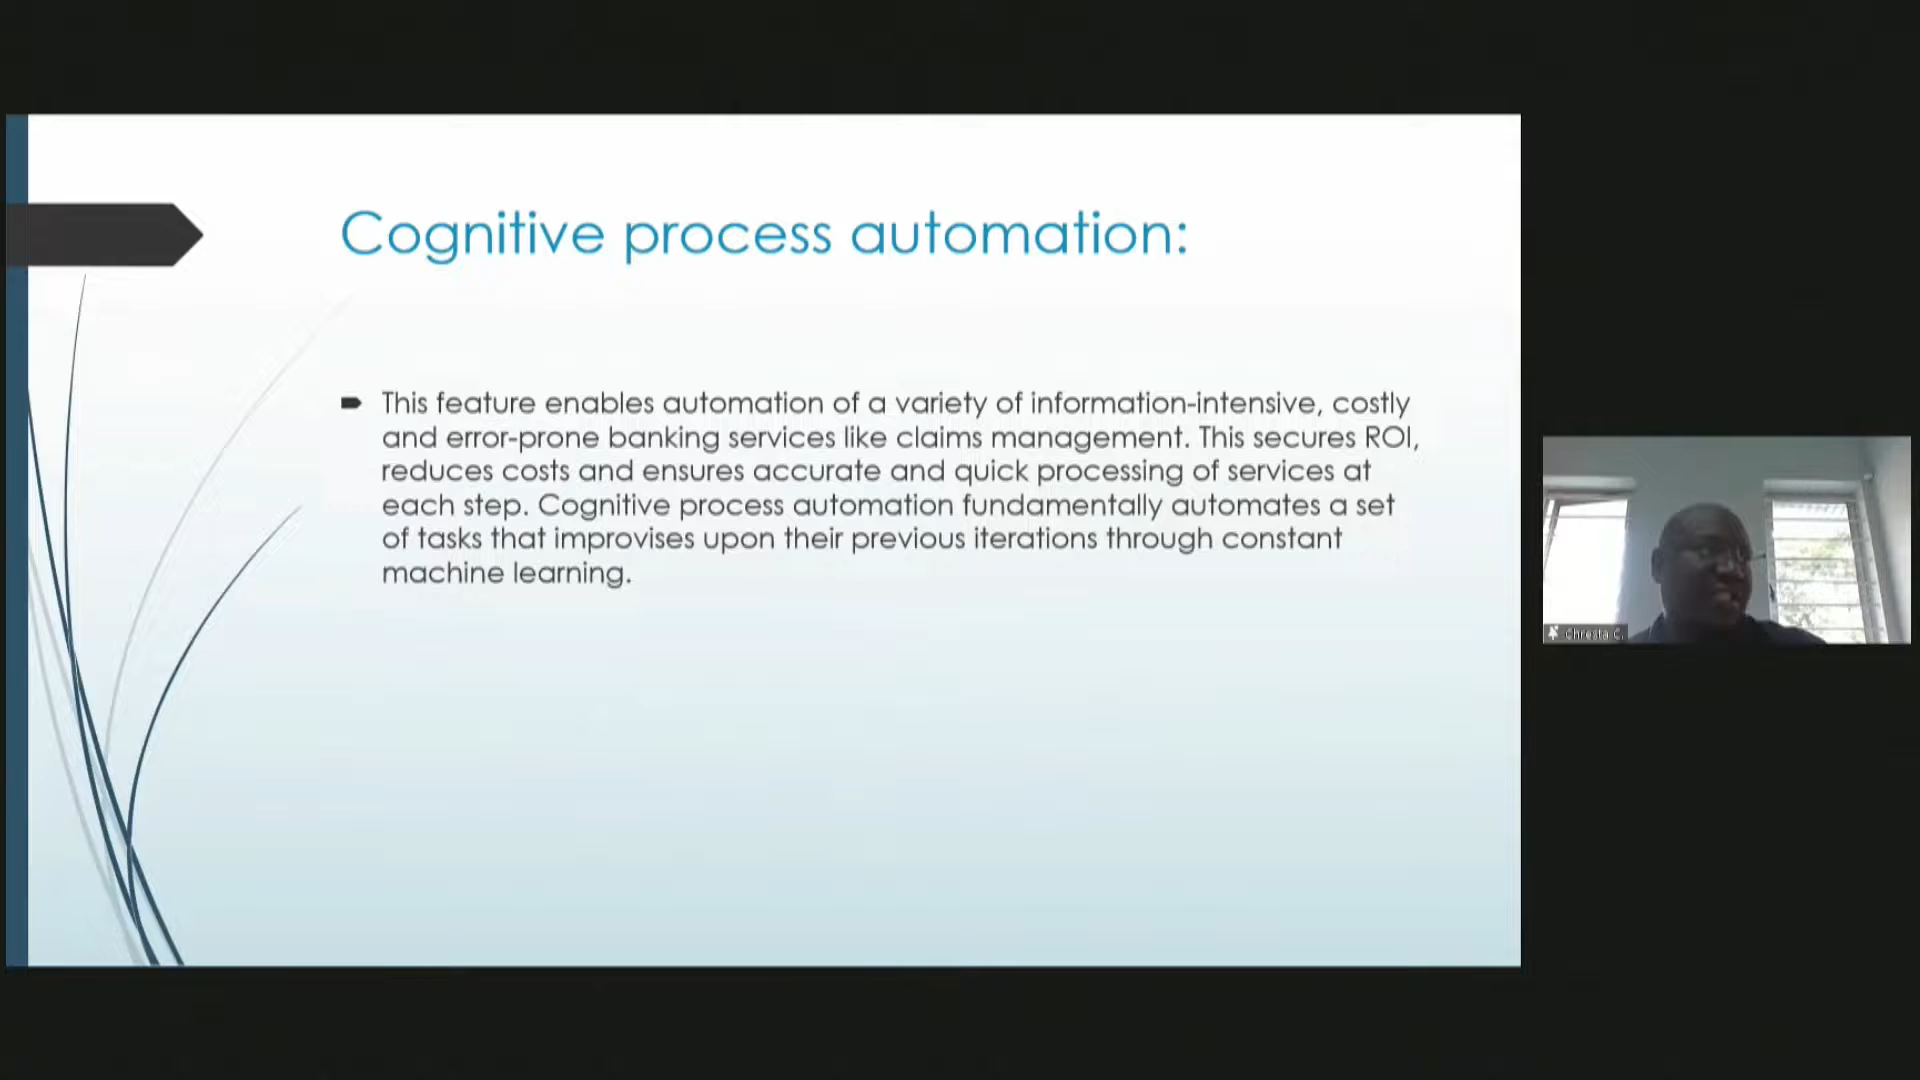 Cognitive process automation:
This feature enables automation of a variety of information-intensive, costly
and error-prone banking services like claims management. This secures ROI,
reduces costs and ensures accurate and quick processing of services at
each step. Cognitive process automation fundamentally automates a set
of tasks that improvises upon their previous iterations through constant
machine learning.
Chresta C.